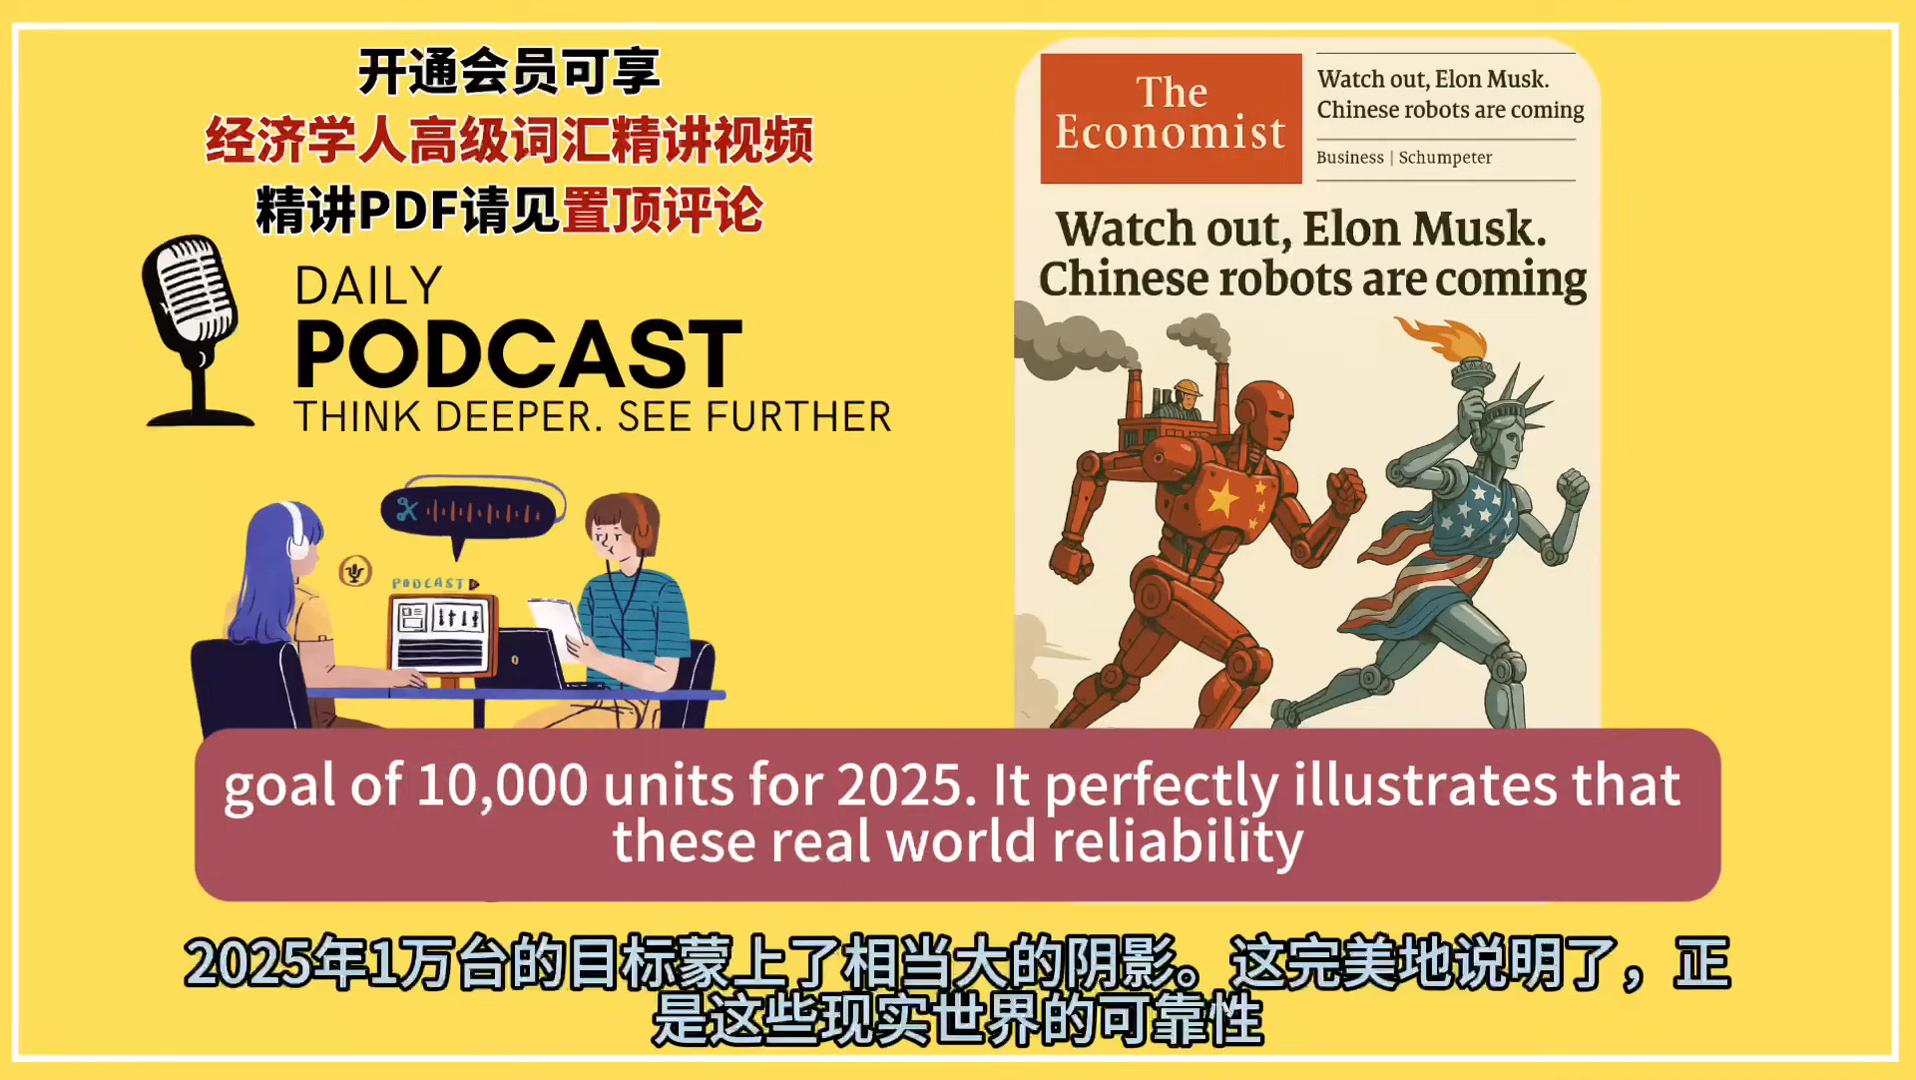 开通会员可享
经济学人高级词汇精讲视频
精讲PDF请见置顶评论
DAILY
PODCAST
THINK DEEPER. SEE FURTHER
PODCAST
The
Economist
Watch out, Elon Musk.
Chinese robots are coming
Business | Schumpeter
Watch out, Elon Musk.
Chinese robots are coming
goal of 10,000 units for 2025. It perfectly illustrates that
these real world reliability
2025年1万台的目标蒙上了相当大的阴影。这完美地说明了，正
是这些现实世界的可靠性